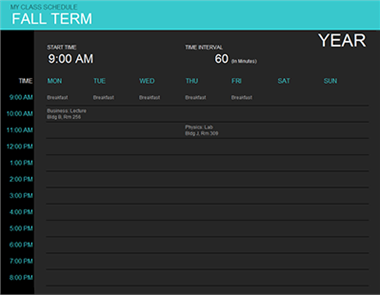 MY CLASS SCHEDULE
FALL TERM
YEAR
START TIME
9:00 AM
TIME INTERVAL
60 (in Minutes)
TIME MON TUE WED THU FRI SAT SUN
9:00 AM Breakfast Breakfast Breakfast Breakfast Breakfast
10:00 AM Business: Lecture
Bldg B, Rm 256
11:00 AM Physics: Lab
Bldg J, Rm 309
12:00 PM
1:00 PM
2:00 PM
3:00 PM
4:00 PM
5:00 PM
6:00 PM
7:00 PM
8:00 PM